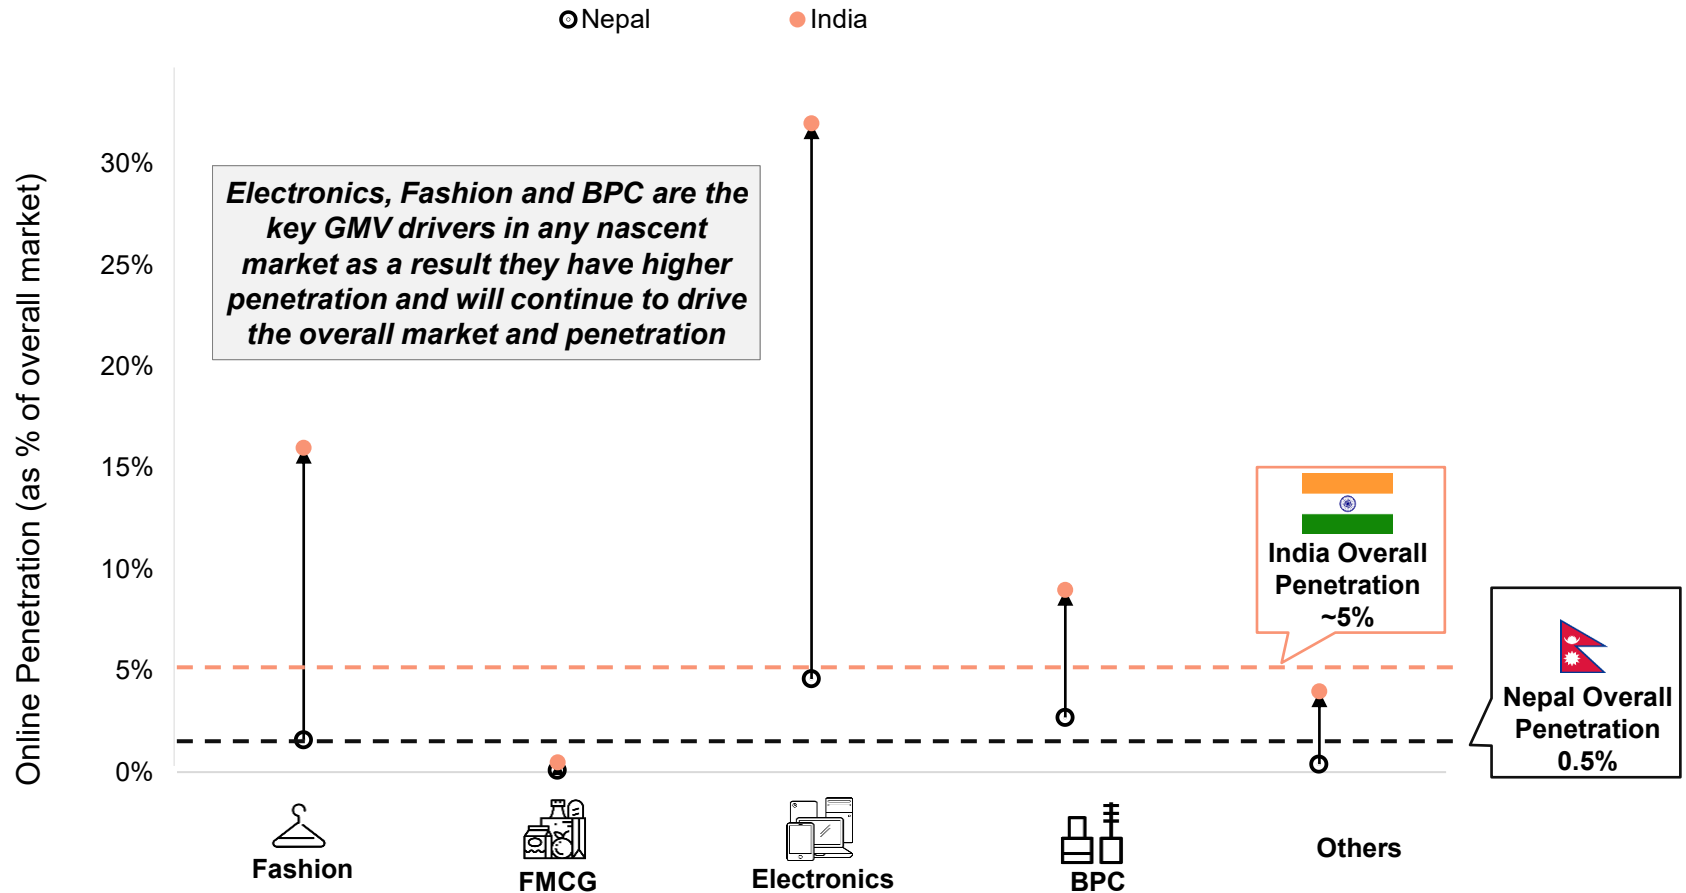 Nepal
India
Online Penetration (as % of overall market)
30%
25%
20%
15%
10%
5%
0%
Electronics, Fashion and BPC are the
key GMV drivers in any nascent
market as a result they have higher
penetration and will continue to drive
the overall market and penetration
India Overall
Penetration
~5%
Nepal Overall
Penetration
0.5%
Fashion
FMCG
Electronics
BPC
Others